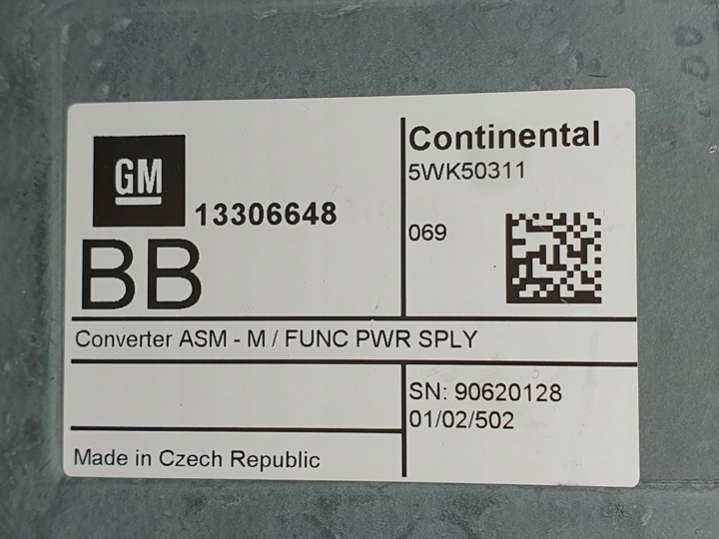 GM
13306648
BB
Continental
5WK50311
069
Converter ASM - M / FUNC PWR SPLY
SN: 90620128
01/02/502
Made in Czech Republic